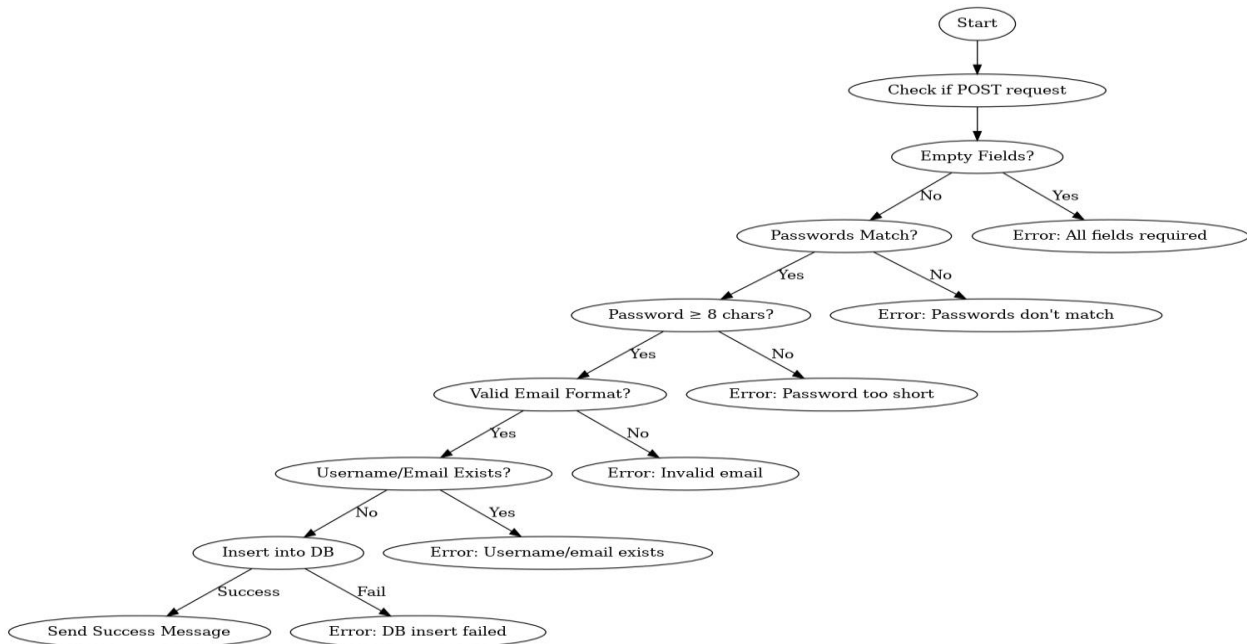 Start
Check if POST request
Empty Fields?
No
Yes
Passwords Match?
Error: All fields required
Yes
No
Password ≥ 8 chars?
Error: Passwords don't match
Yes
No
Valid Email Format?
Error: Password too short
Yes
No
Username/Email Exists?
Error: Invalid email
No
Yes
Insert into DB
Error: Username/email exists
Success
Fail
Send Success Message
Error: DB insert failed